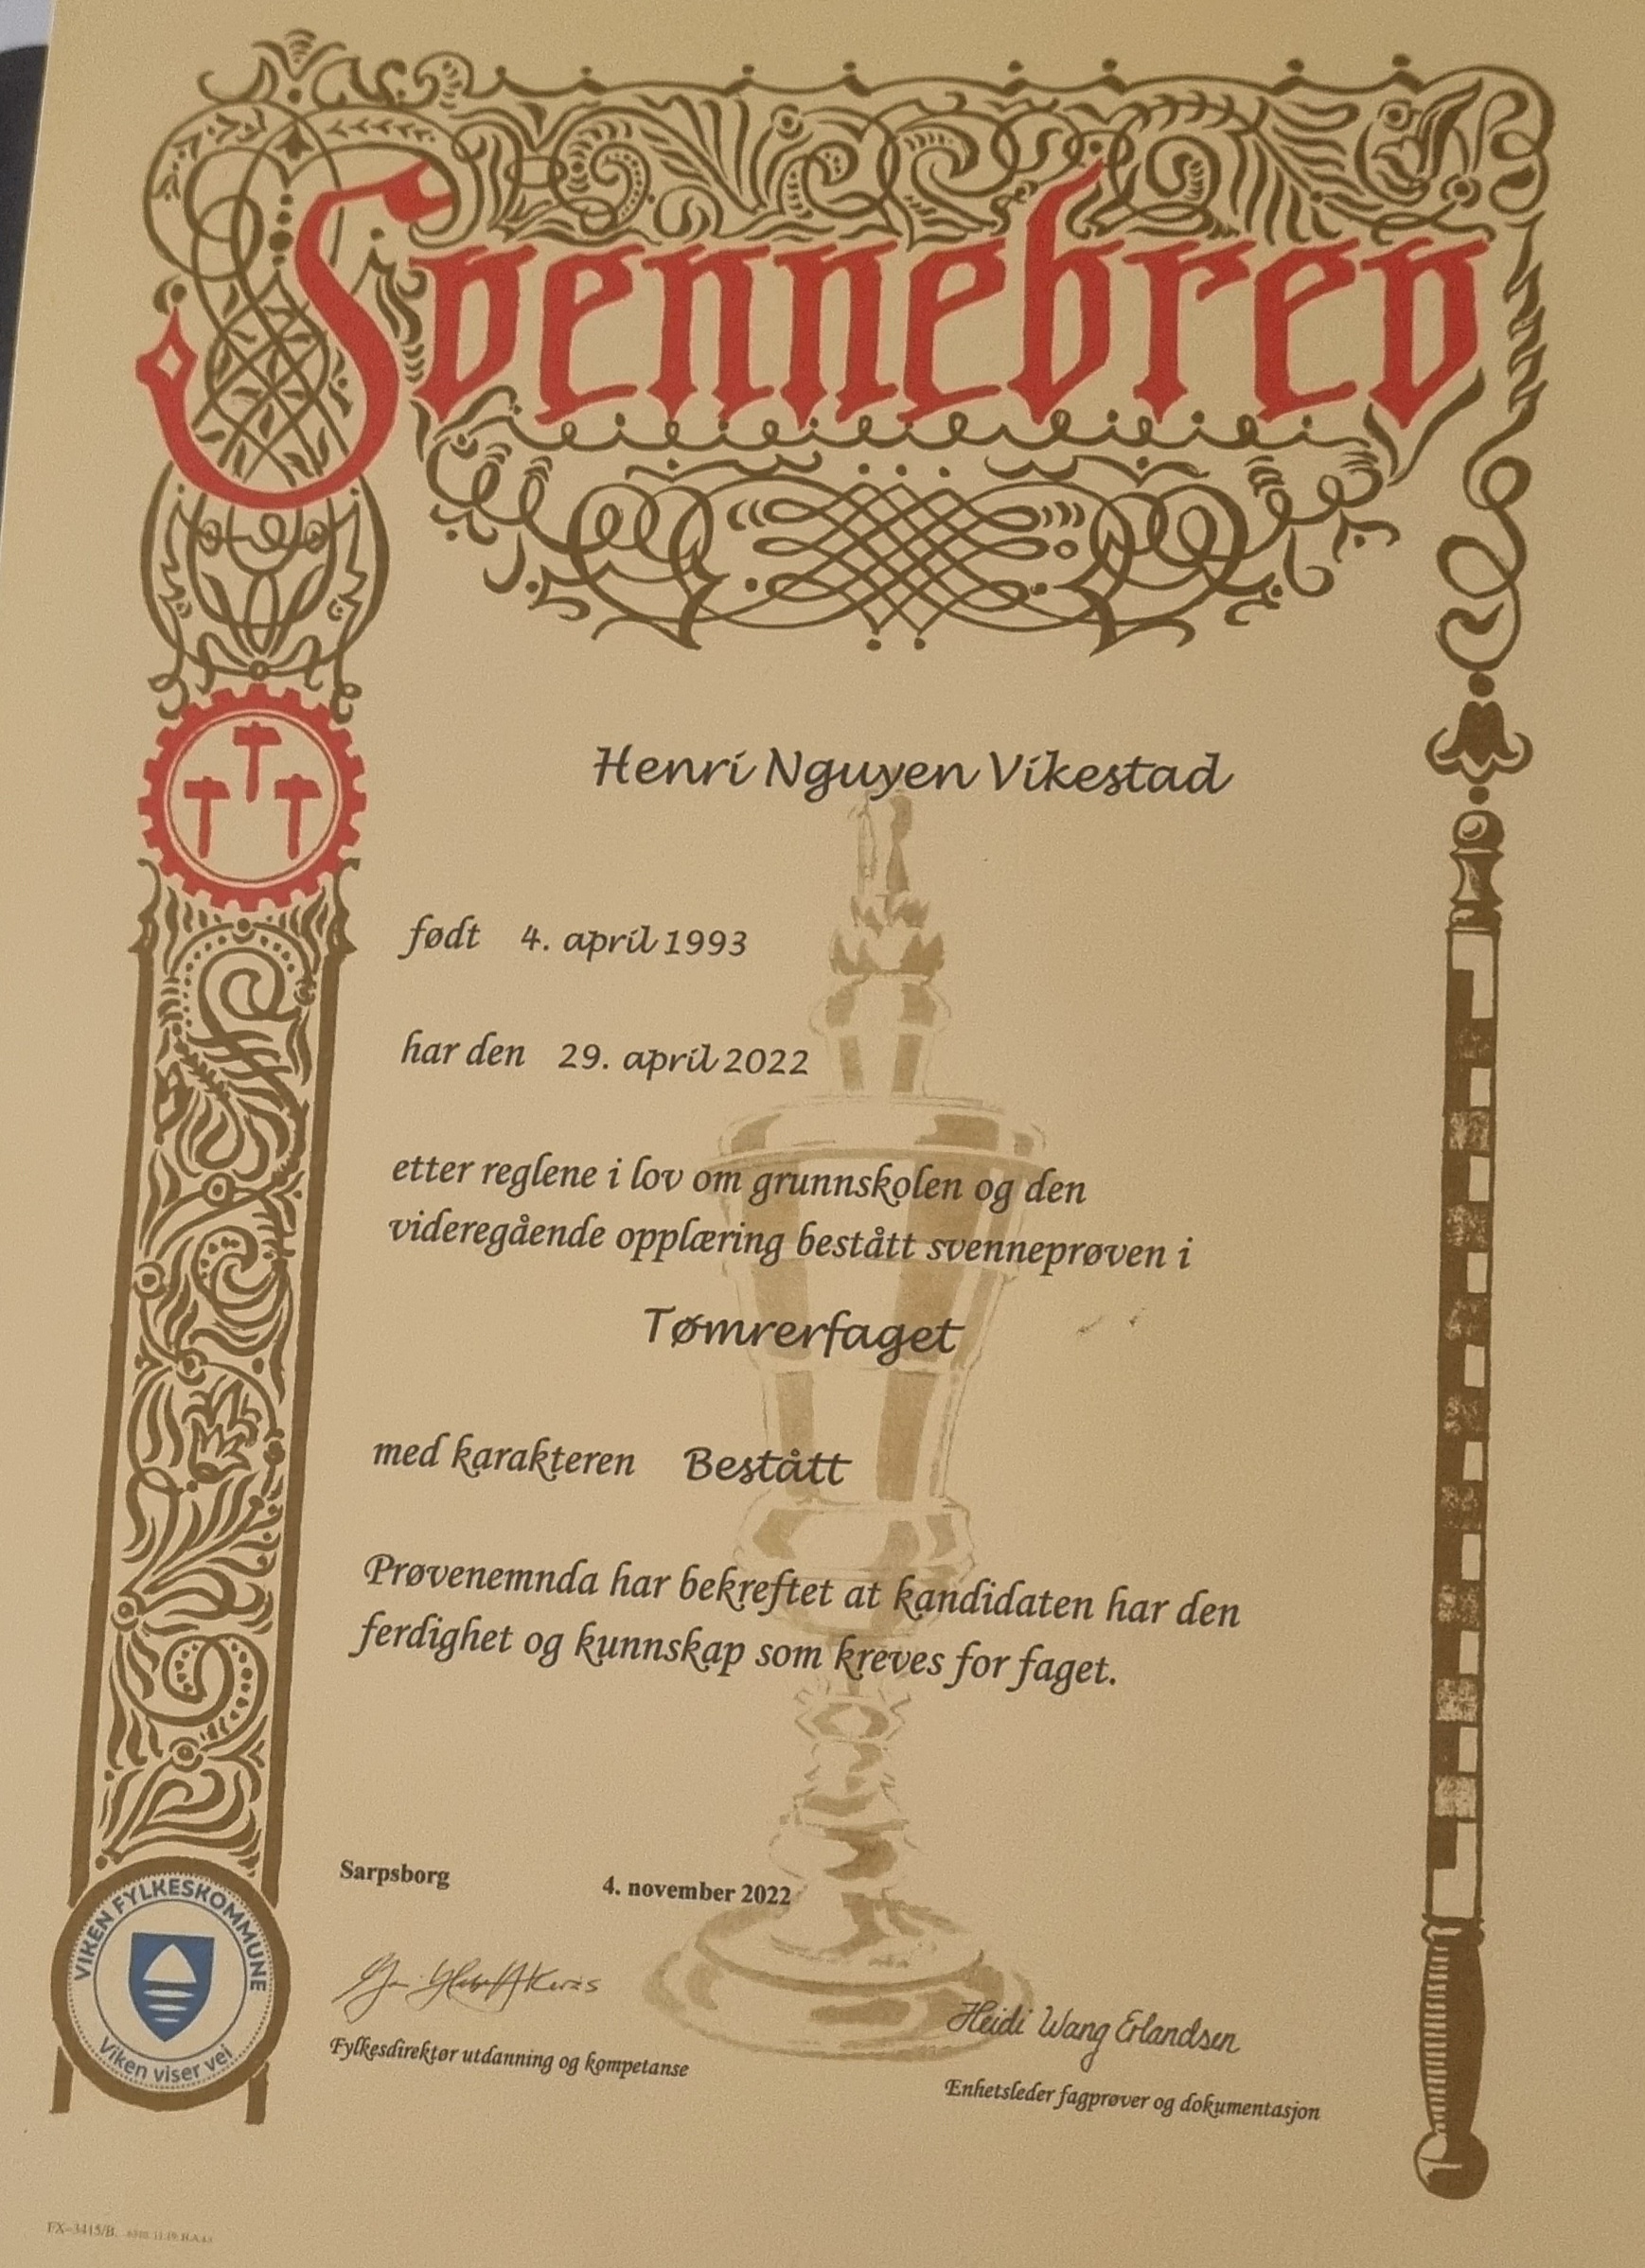 Svennebrev
Henri Nguyen Vikestad
født 4. april 1993
har den 29. april 2022
etter reglene i lov om grunnskolen og den
videregående opplæring bestått svenneprøven i
Tømrerfaget
med karakteren Bestått
Prøvenemnda har bekreftet at kandidaten har den
ferdighet og kunnskap som kreves for faget.
Sarpsborg 4. november 2022
VIKEN FYLKESKOMMUNE
Viken viser vei
Heidi Wang Erlandsen
Fylkesdirektør utdanning og kompetanse
Enhetsleder fagprøver og dokumentasjon
FX-3415/B.